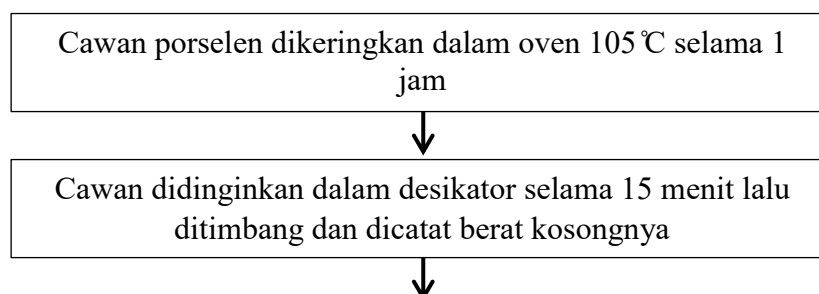 Cawan porselen dikeringkan dalam oven 105℃ selama 1
jam
Cawan didinginkan dalam desikator selama 15 menit lalu
ditimbang dan dicatat berat kosongnya